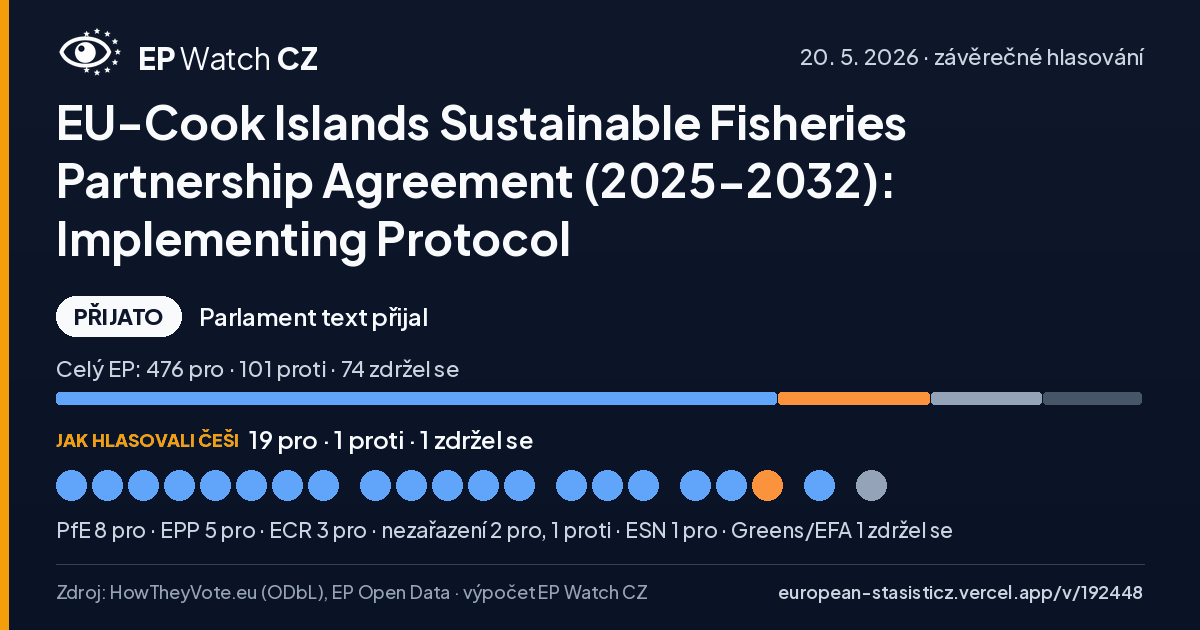 EP Watch CZ
20. 5. 2026 · závěrečné hlasování
EU–Cook Islands Sustainable Fisheries
Partnership Agreement (2025–2032):
Implementing Protocol
PŘIJATO Parlament text přijal
Celý EP: 476 pro · 101 proti · 74 zdržel se
JAK HLASOVALI ČEŠI 19 pro · 1 proti · 1 zdržel se
PfE 8 pro · EPP 5 pro · ECR 3 pro · nezařazení 2 pro, 1 proti · ESN 1 pro · Greens/EFA 1 zdržel se
Zdroj: HowTheyVote.eu (ODbL), EP Open Data · výpočet EP Watch CZ
european-stasisticz.vercel.app/v/192448